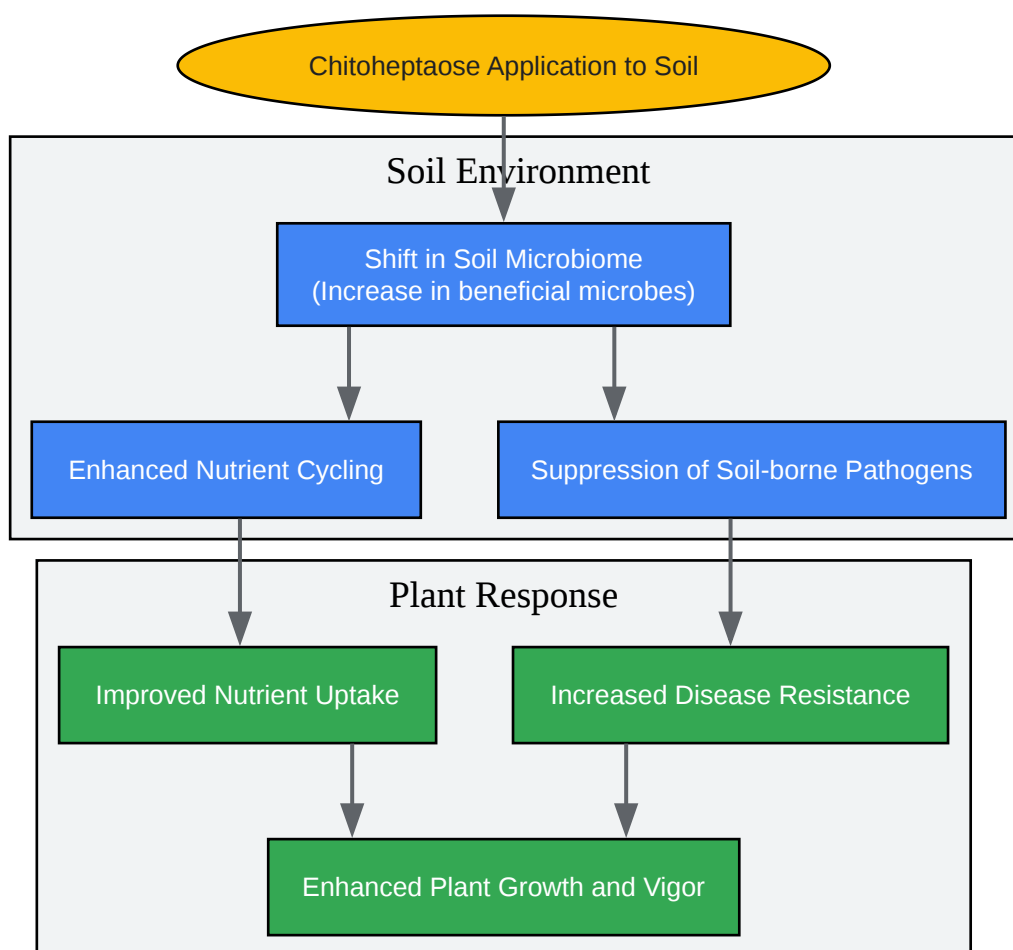 Chitoheptaose Application to Soil
Soil Environment
Shift in Soil Microbiome
(Increase in beneficial microbes)
Enhanced Nutrient Cycling
Suppression of Soil-borne Pathogens
Plant Response
Improved Nutrient Uptake
Increased Disease Resistance
Enhanced Plant Growth and Vigor